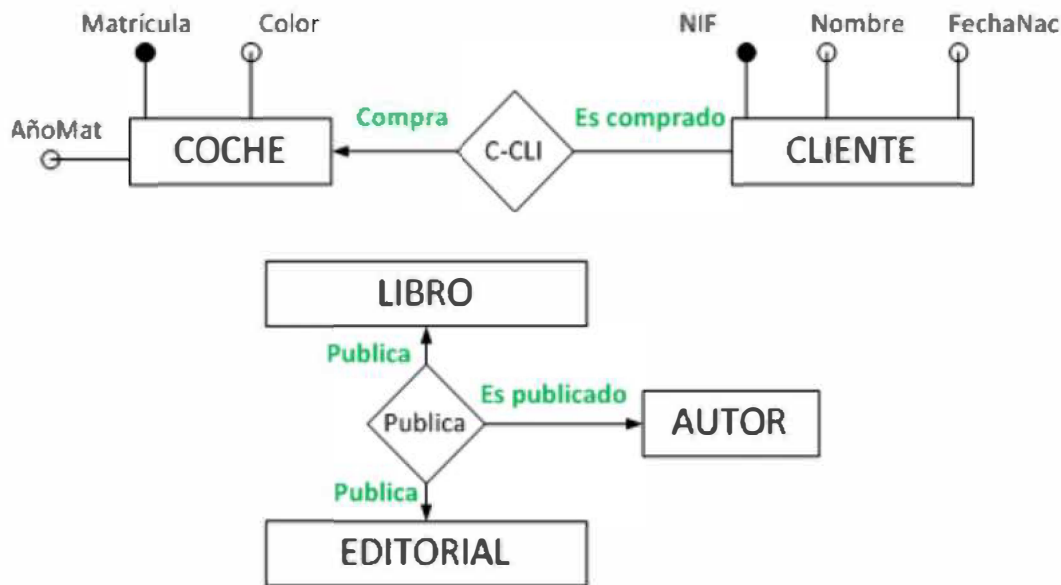 Matrícula Color NIF Nombre FechaNac
AñoMat COCHE Compra C-CLI Es comprado CLIENTE
LIBRO
Publica
Es publicado
Publica AUTOR
Publica
EDITORIAL